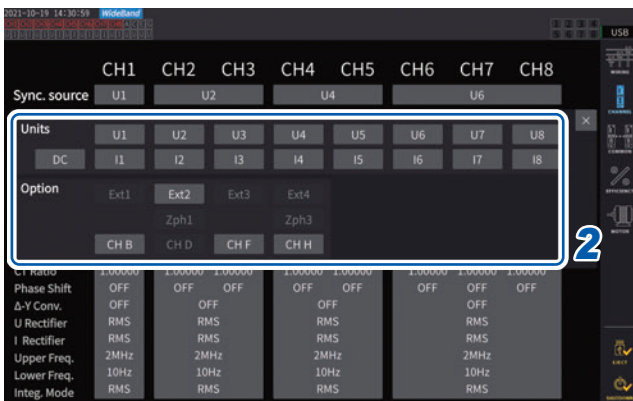 2021-10-19 14:30:59 WideBand
USB
WIRING
CH1 CH2 CH3 CH4 CH5 CH6 CH7 CH8
Sync. source U1 U2 U4 U6
CHANNEL
Units U1 U2 U3 U4 U5 U6 U7 U8 ×
DC I1 I2 I3 I4 I5 I6 I7 I8
COMMON
Option Ext1 Ext2 Ext3 Ext4
EFFICIENCY
Zph1 Zph3
MOTOR
CH B CH D CH F CH H
2
CT Ratio 1.00000 1.00000 1.00000 1.00000 1.00000 1.00000 1.00000 1.00000
Phase Shift OFF OFF OFF OFF OFF OFF OFF OFF
Δ-Y Conv. OFF OFF OFF OFF
U Rectifier RMS RMS RMS RMS
I Rectifier RMS RMS RMS RMS
Upper Freq. 2MHz 2MHz 2MHz 2MHz
EJECT
Lower Freq. 10Hz 10Hz 10Hz 10Hz
Integ. Mode RMS RMS RMS RMS
SHUTDOWN